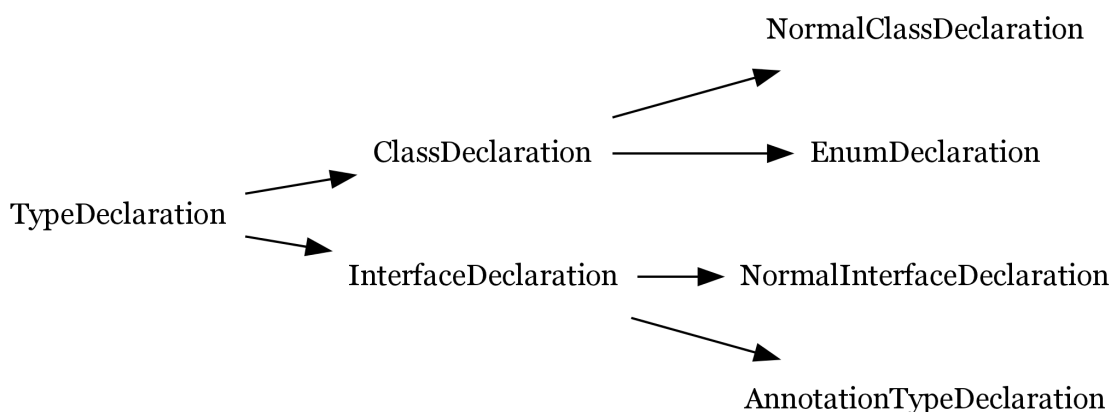 NormalClassDeclaration
ClassDeclaration
EnumDeclaration
TypeDeclaration
InterfaceDeclaration
NormalInterfaceDeclaration
AnnotationTypeDeclaration